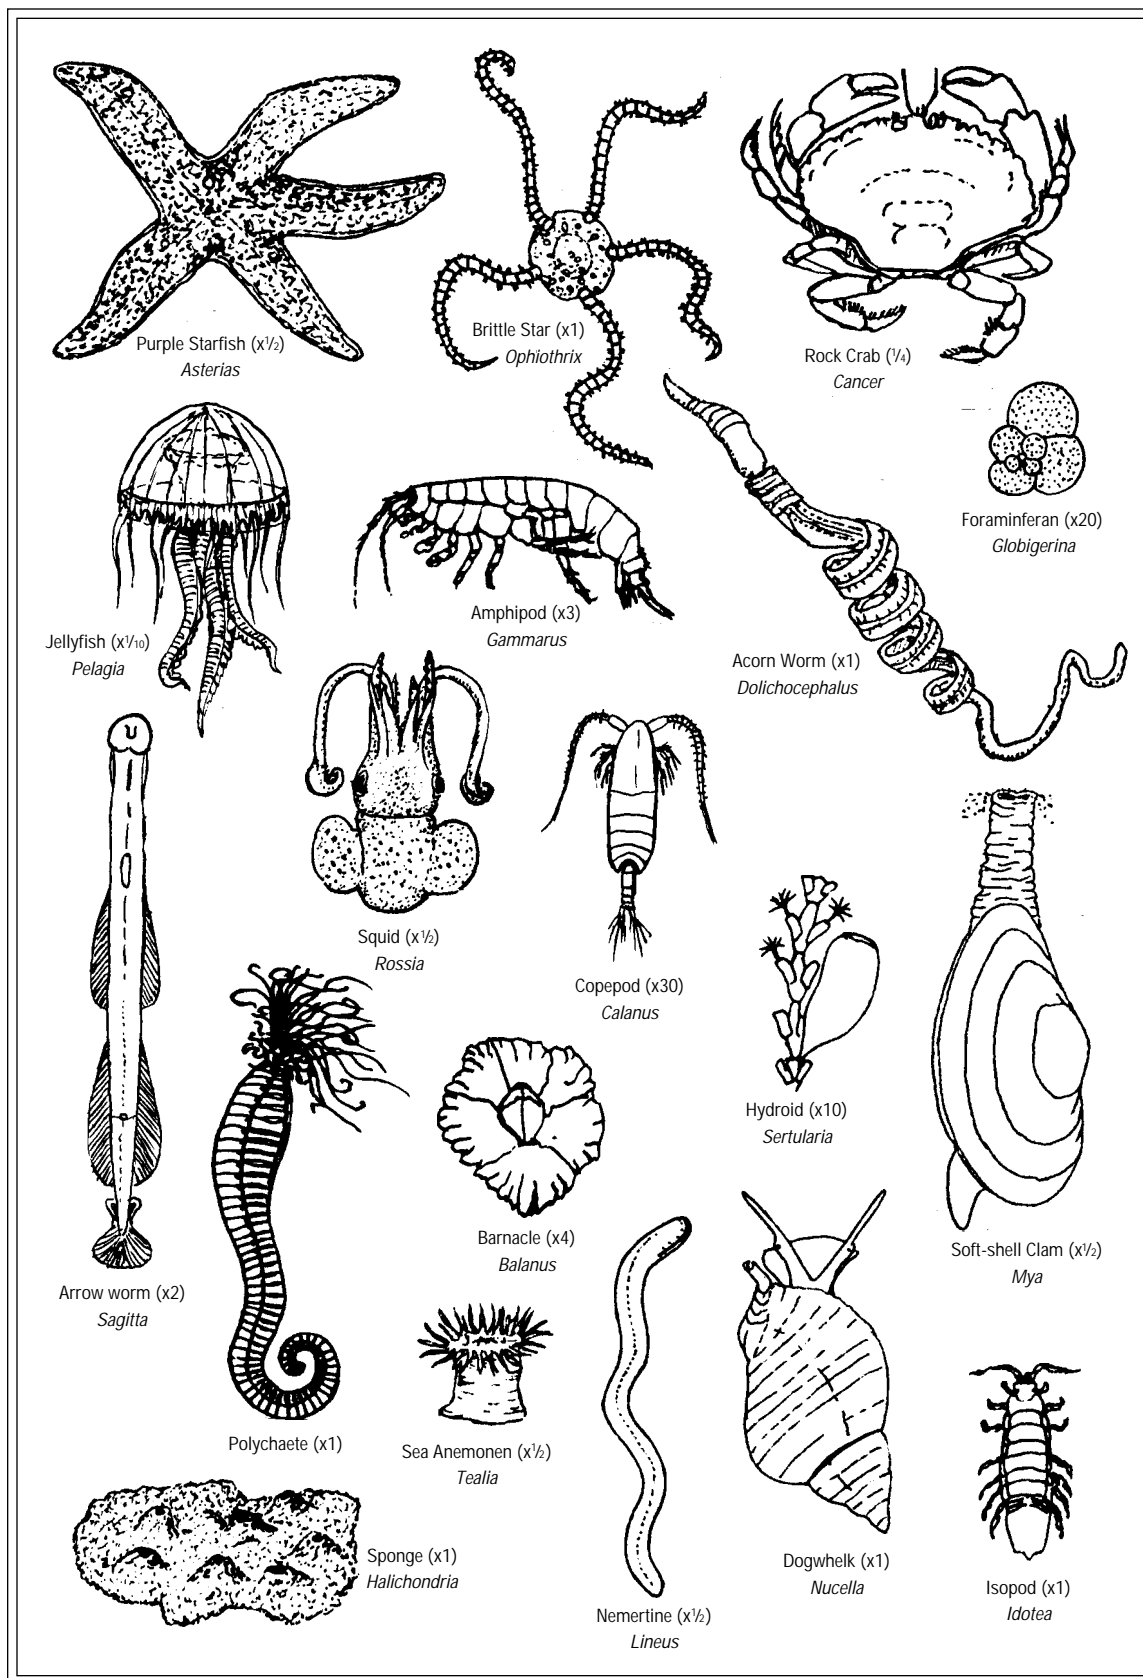 Purple Starfish (x½)
Asterias
Brittle Star (x1)
Ophiothrix
Rock Crab (¼)
Cancer
Foraminferan (x20)
Globigerina
Jellyfish (x1/10)
Pelagia
Amphipod (x3)
Gammarus
Acorn Worm (x1)
Dolichocephalus
Squid (x½)
Rossia
Copepod (x30)
Calanus
Hydroid (x10)
Sertularia
Soft-shell Clam (x½)
Mya
Arrow worm (x2)
Sagitta
Barnacle (x4)
Balanus
Polychaete (x1)
Sea Anemonen (x½)
Tealia
Sponge (x1)
Halichondria
Nemertine (x½)
Lineus
Dogwhelk (x1)
Nucella
Isopod (x1)
Idotea